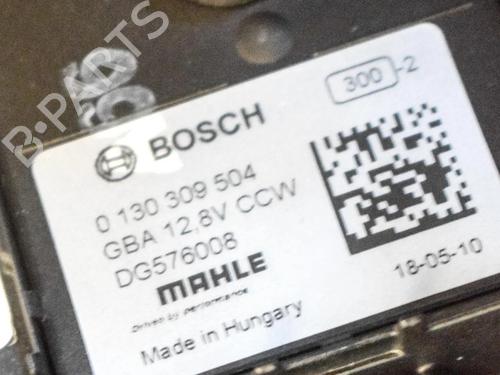 B-PARTS
300 -2
BOSCH
0 130 309 504
GBA 12,8V CCW
DG576008
MAHLE
Driven by performance
18-05-10
Made in Hungary